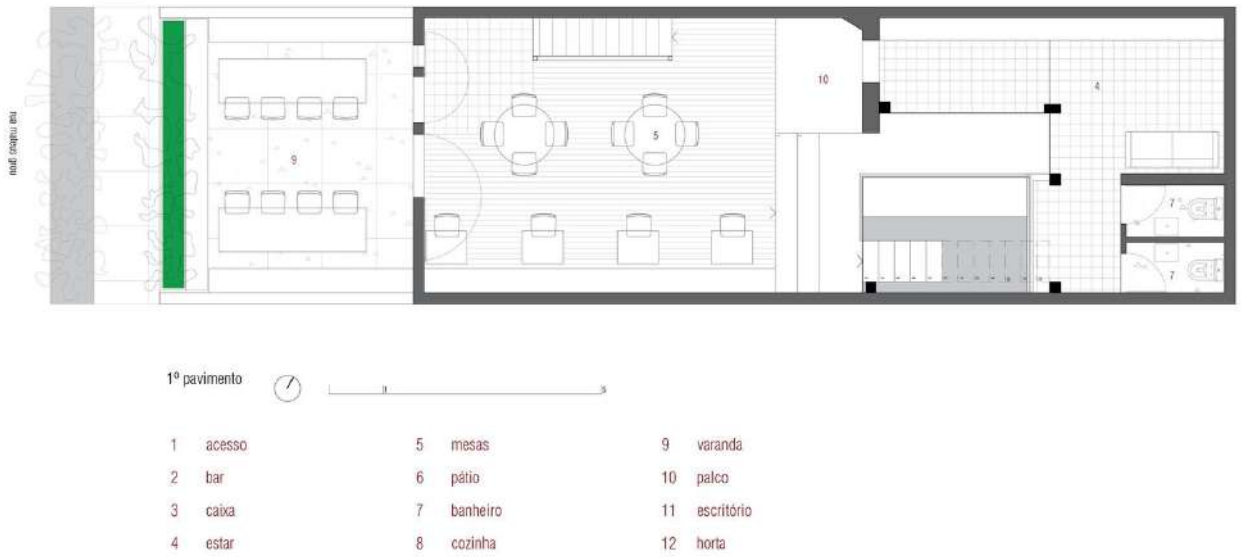 rua mateus grou
10
4
5
9
7
7
1º pavimento
1
5
1 acesso
2 bar
3 caixa
4 estar
5 mesas
6 pátio
7 banheiro
8 cozinha
9 varanda
10 palco
11 escritório
12 horta